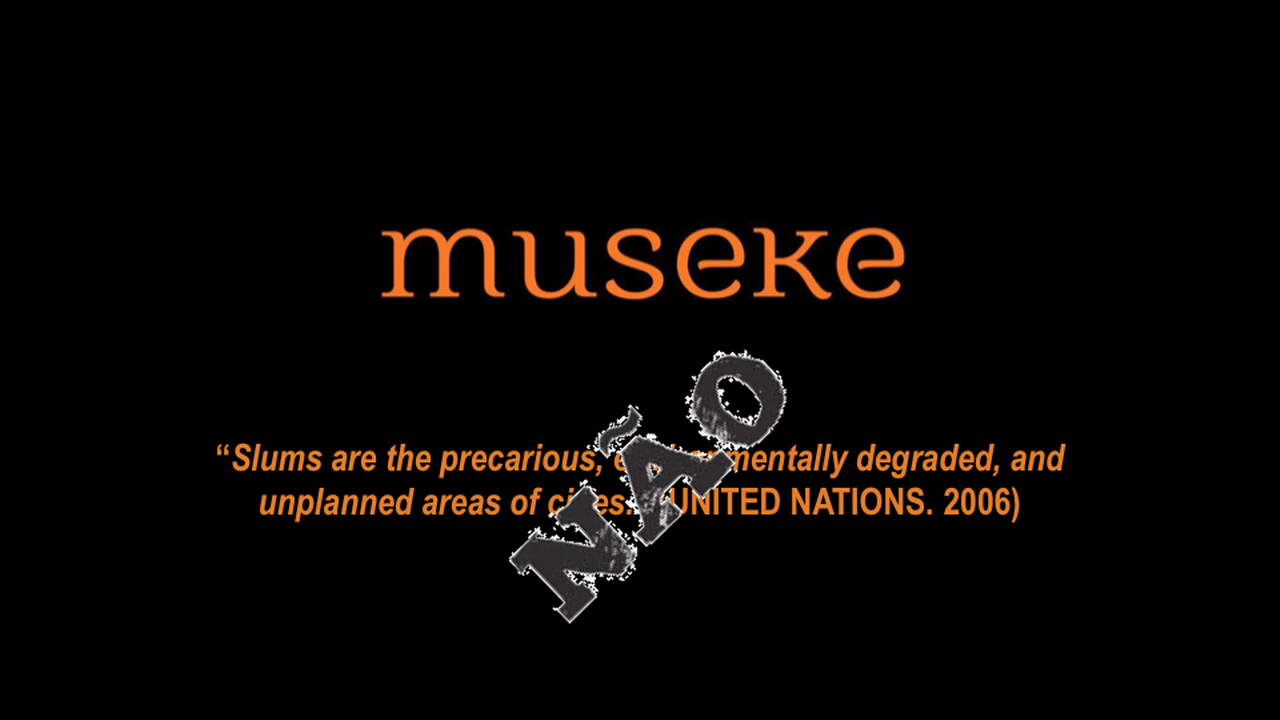 museke
NÃO
“Slums are the precarious, degraded, and
unplanned areas of UNITED NATIONS. 2006)